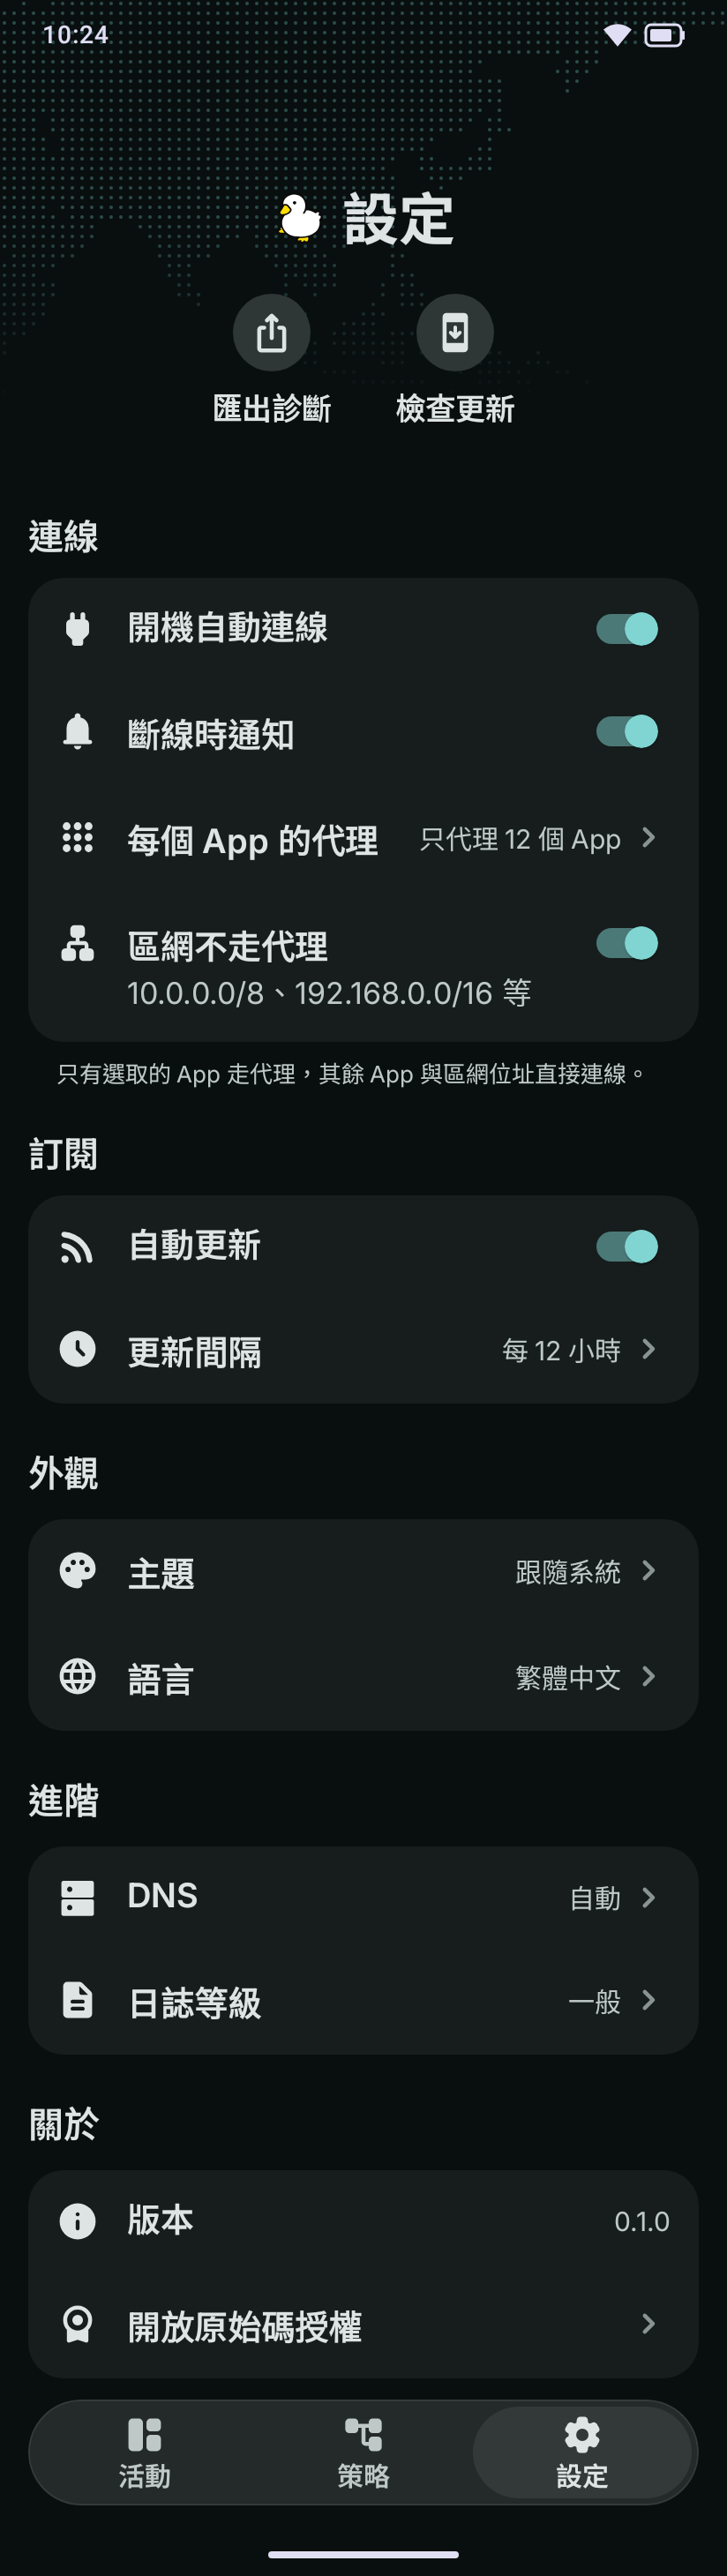 10:24
設定
匯出診斷
檢查更新
連線
開機自動連線
斷線時通知
每個 App 的代理 只代理 12 個 App
區網不走代理
10.0.0.0/8、192.168.0.0/16 等
只有選取的 App 走代理，其餘 App 與區網位址直接連線。
訂閱
自動更新
更新間隔 每 12 小時
外觀
主題 跟隨系統
語言 繁體中文
進階
DNS 自動
日誌等級 一般
關於
版本 0.1.0
開放原始碼授權
活動
策略
設定